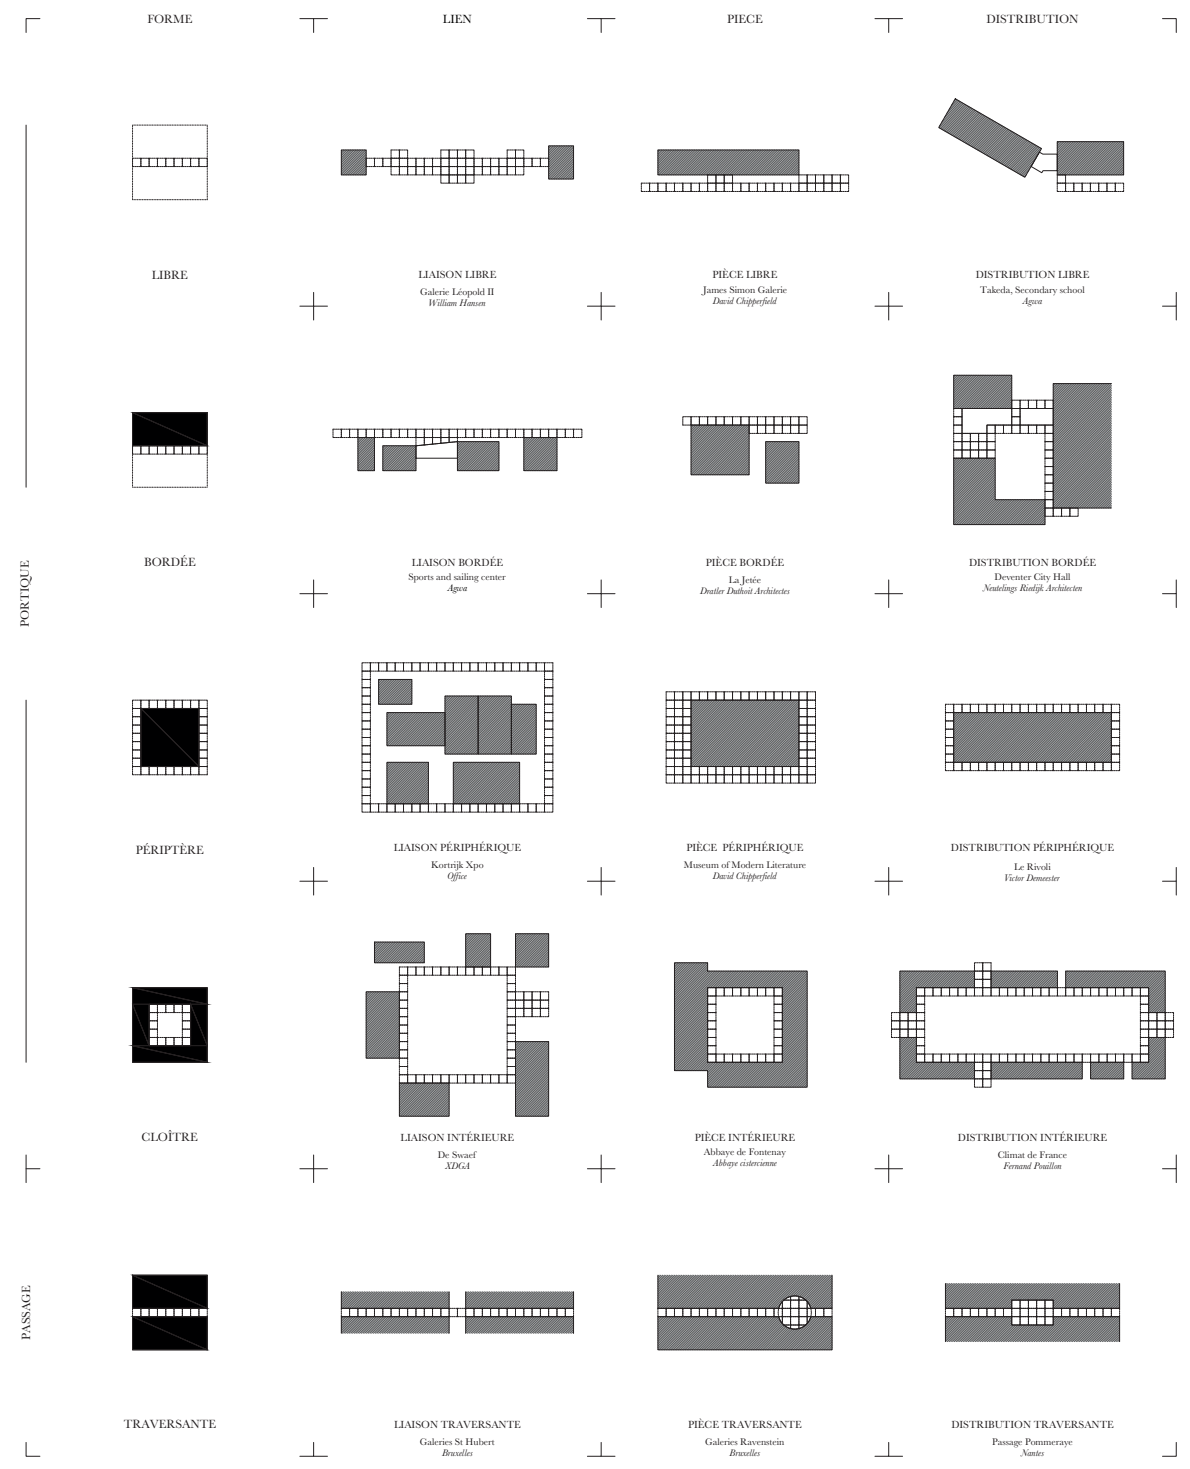 FORME
LIEN
PIECE
DISTRIBUTION
LIBRE
LIAISON LIBRE
Galerie Léopold II
William Hansen
PIÈCE LIBRE
James Simon Galerie
David Chipperfield
DISTRIBUTION LIBRE
Takeda, Secondary school
Agwa
PORTIQUE
BORDÉE
LIAISON BORDÉE
Sports and sailing center
Agwa
PIÈCE BORDÉE
La Jetée
Dratler Duthoit Architectes
DISTRIBUTION BORDÉE
Deventer City Hall
Neutelings Riedijk Architecten
PÉRIPTÈRE
LIAISON PÉRIPHÉRIQUE
Kortrijk Xpo
Office
PIÈCE PÉRIPHÉRIQUE
Museum of Modern Literature
David Chipperfield
DISTRIBUTION PÉRIPHÉRIQUE
Le Rivoli
Victor Demeester
CLOÎTRE
LIAISON INTÉRIEURE
De Swaef
XDGA
PIÈCE INTÉRIEURE
Abbaye de Fontenay
Abbaye cistercienne
DISTRIBUTION INTÉRIEURE
Climat de France
Fernand Pouillon
PASSAGE
TRAVERSANTE
LIAISON TRAVERSANTE
Galeries St Hubert
Bruxelles
PIÈCE TRAVERSANTE
Galeries Ravenstein
Bruxelles
DISTRIBUTION TRAVERSANTE
Passage Pommeraye
Nantes